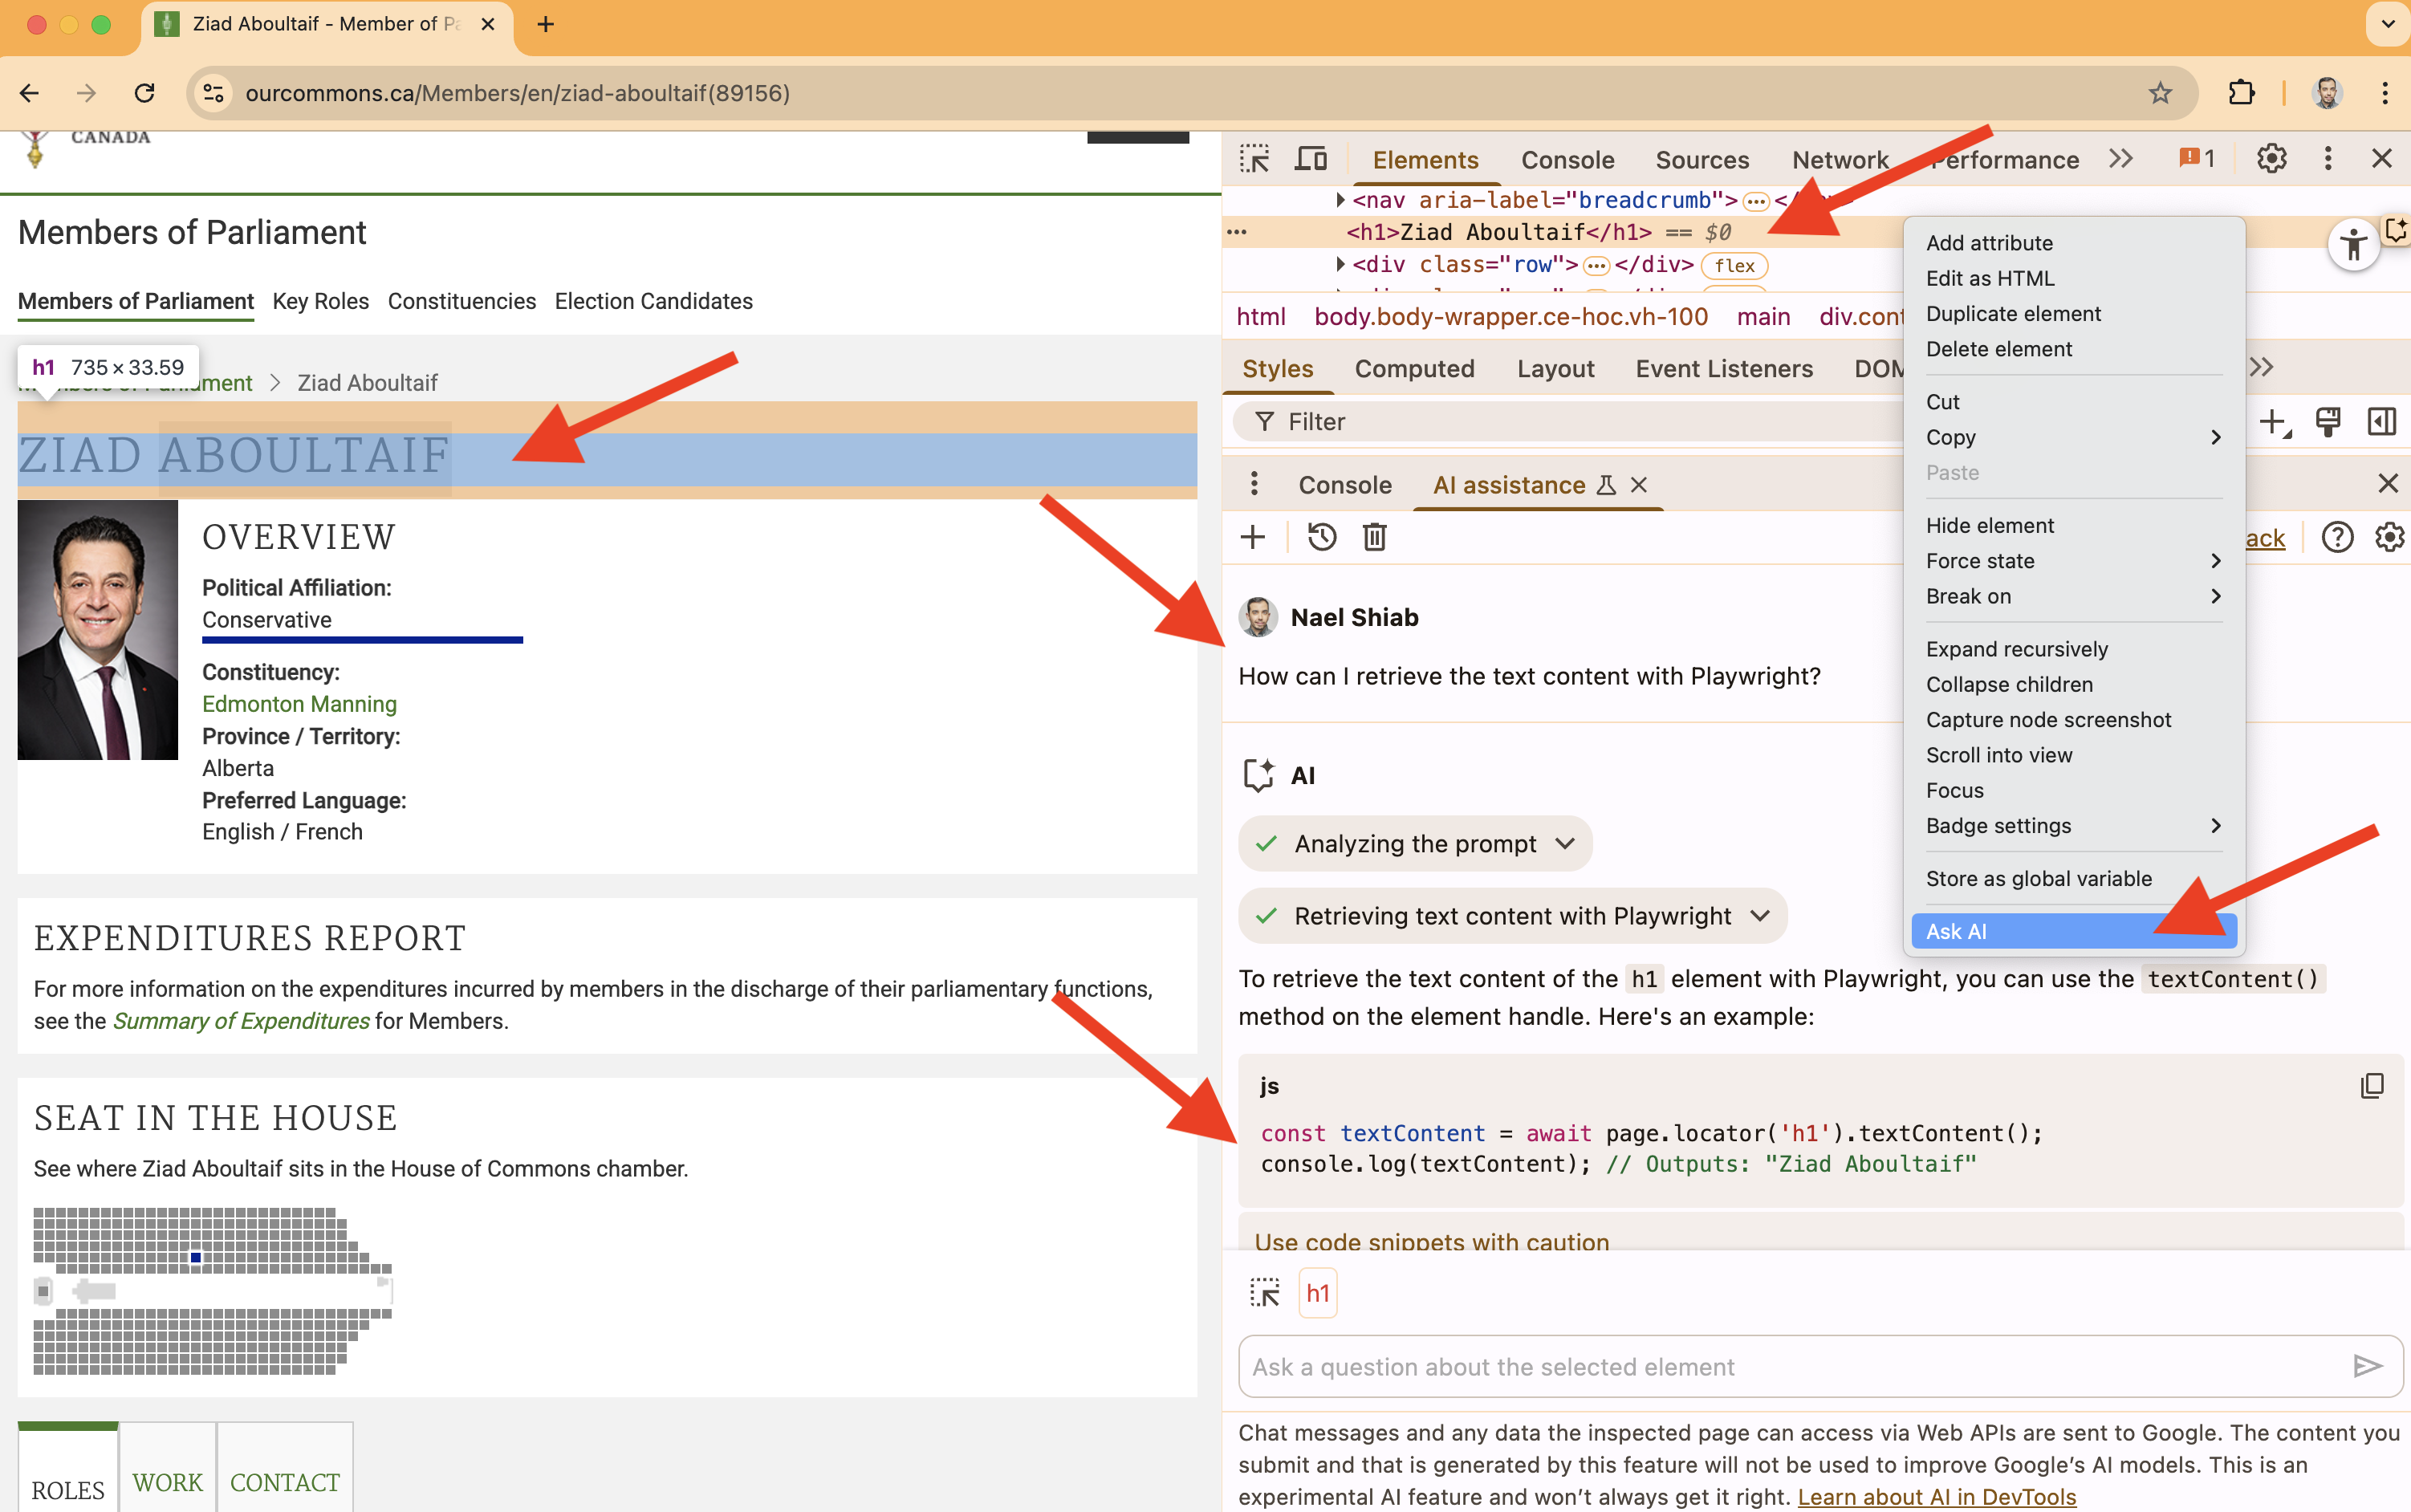 Ziad Aboultaif - Member of Pa
ourcommons.ca/Members/en/ziad-aboultaif(89156)
CANADA
Members of Parliament
Members of Parliament Key Roles Constituencies Election Candidates
h1 735 × 33.59
Ziad Aboultaif
ZIAD ABOULTAIF
OVERVIEW
Political Affiliation:
Conservative
Constituency:
Edmonton Manning
Province / Territory:
Alberta
Preferred Language:
English / French
EXPENDITURES REPORT
For more information on the expenditures incurred by members in the discharge of their parliamentary functions,
see the Summary of Expenditures for Members.
SEAT IN THE HOUSE
See where Ziad Aboultaif sits in the House of Commons chamber.
ROLES WORK CONTACT
Elements Console Sources Network Performance 1
<nav aria-label="breadcrumb"> … </
<h1>Ziad Aboultaif</h1> == $0
<div class="row"> … </div> flex
html body.body-wrapper.ce-hoc.vh-100 main div.cont
Styles Computed Layout Event Listeners DOM
Filter
Console AI assistance
ack
Nael Shiab
How can I retrieve the text content with Playwright?
AI
Analyzing the prompt
Retrieving text content with Playwright
To retrieve the text content of the h1 element with Playwright, you can use the textContent()
method on the element handle. Here's an example:
js
const textContent = await page.locator('h1').textContent();
console.log(textContent); // Outputs: "Ziad Aboultaif"
Use code snippets with caution
h1
Ask a question about the selected element
Chat messages and any data the inspected page can access via Web APIs are sent to Google. The content you
submit and that is generated by this feature will not be used to improve Google's AI models. This is an
experimental AI feature and won't always get it right. Learn about AI in DevTools
Add attribute
Edit as HTML
Duplicate element
Delete element
Cut
Copy
Paste
Hide element
Force state
Break on
Expand recursively
Collapse children
Capture node screenshot
Scroll into view
Focus
Badge settings
Store as global variable
Ask AI